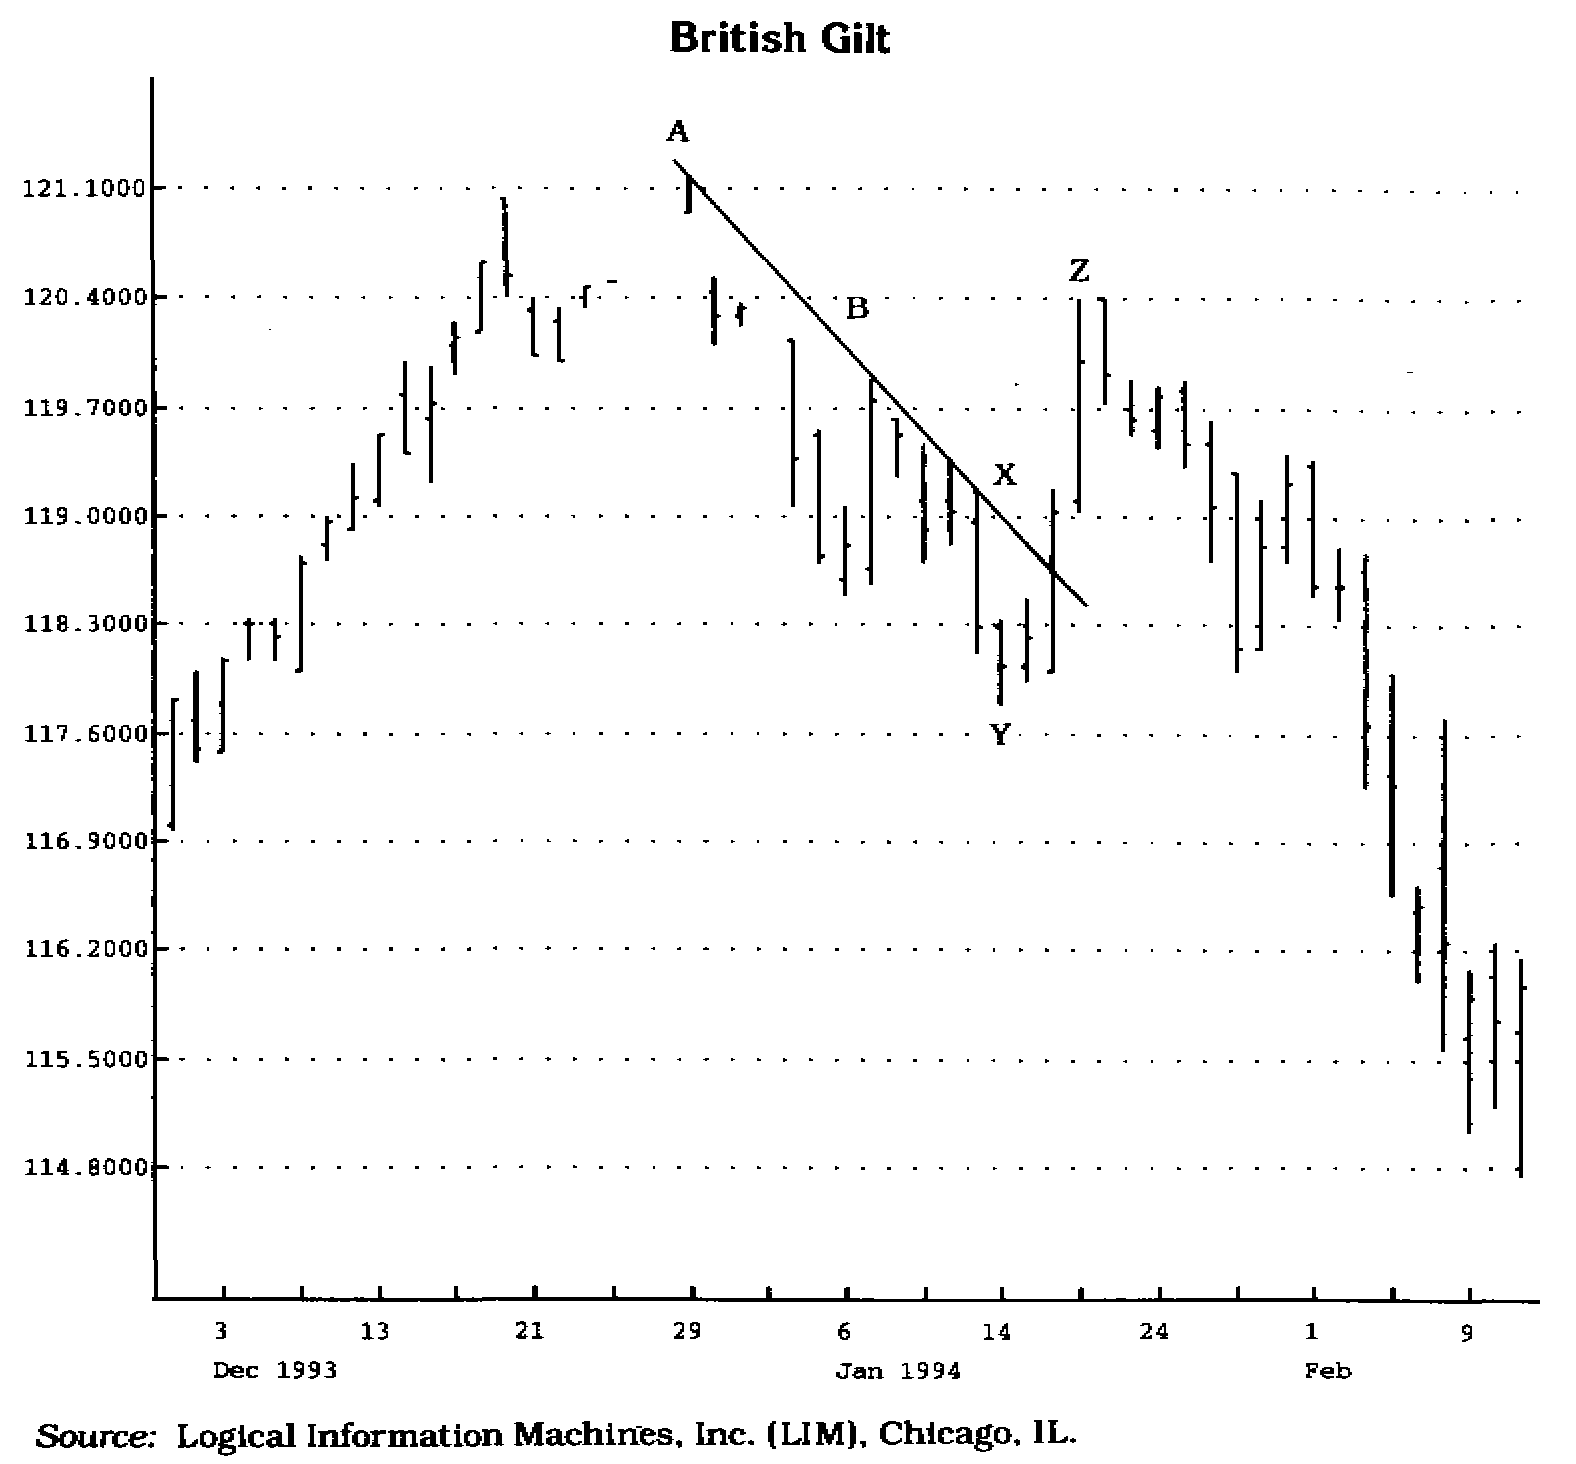 British Gilt
A
121.1000
Z
120.4000
B
119.7000
X
119.0000
118.3000
117.6000
Y
116.9000
116.2000
115.5000
114.8000
3 13 21 29 6 14 24 1 9
Dec 1993 Jan 1994 Feb
Source: Logical Information Machines, Inc. (LIM), Chicago, IL.